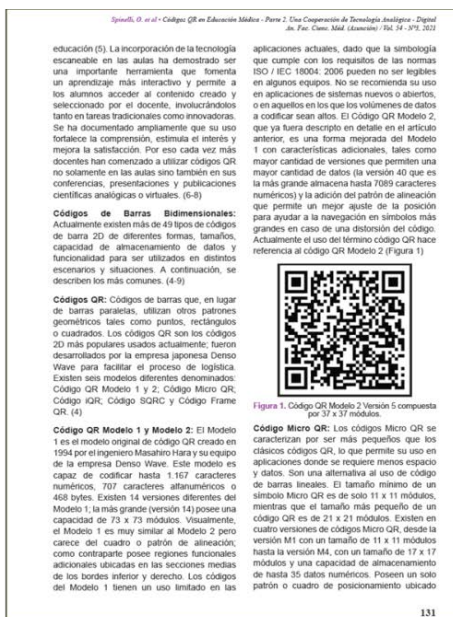 Spinelli, O. et al • Códigos QR en Educación Médica - Parte 2. Una Cooperación de Tecnología Analógica - Digital
An. Fac. Cienc. Méd. (Asunción) / Vol. 54 - N°3, 2021
educación (5). La incorporación de la tecnología
escaneable en las aulas ha demostrado ser
una importante herramienta que fomenta
un aprendizaje más interactivo y permite a
los alumnos acceder al contenido creado y
seleccionado por el docente, involucrándolos
tanto en tareas tradicionales como innovadoras.
Se ha documentado ampliamente que su uso
fortalece la comprensión, estimula el interés y
mejora la satisfacción. Por eso cada vez más
docentes han comenzado a utilizar códigos QR
no solamente en las aulas sino también en sus
conferencias, presentaciones y publicaciones
científicas analógicas o virtuales. (6-8)
Códigos de Barras Bidimensionales:
Actualmente existen más de 49 tipos de códigos
de barra 2D de diferentes formas, tamaños,
capacidad de almacenamiento de datos y
funcionalidad para ser utilizados en distintos
escenarios y situaciones. A continuación, se
describen los más comunes. (4-9)
Códigos QR: Códigos de barras que, en lugar
de barras paralelas, utilizan otros patrones
geométricos tales como puntos, rectángulos
o cuadrados. Los códigos QR son los códigos
2D más populares usados actualmente; fueron
desarrollados por la empresa japonesa Denso
Wave para facilitar el proceso de logística.
Existen seis modelos diferentes denominados:
Código QR Modelo 1 y 2; Código Micro QR;
Código iQR; Código SQRC y Código Frame
QR. (4)
Código QR Modelo 1 y Modelo 2: El Modelo
1 es el modelo original de código QR creado en
1994 por el ingeniero Masahiro Hara y su equipo
de la empresa Denso Wave. Este modelo es
capaz de codificar hasta 1.167 caracteres
numéricos, 707 caracteres alfanuméricos o
468 bytes. Existen 14 versiones diferentes del
Modelo 1; la más grande (versión 14) posee una
capacidad de 73 x 73 módulos. Visualmente,
el Modelo 1 es muy similar al Modelo 2 pero
carece del cuadro o patrón de alineación;
como contraparte posee regiones funcionales
adicionales ubicadas en las secciones medias
de los bordes inferior y derecho. Los códigos
del Modelo 1 tienen un uso limitado en las
aplicaciones actuales, dado que la simbología
que cumple con los requisitos de las normas
ISO / IEC 18004: 2006 pueden no ser legibles
en algunos equipos. No se recomienda su uso
en aplicaciones de sistemas nuevos o abiertos,
o en aquellos en los que los volúmenes de datos
a codificar sean altos. El Código QR Modelo 2,
que ya fuera descripto en detalle en el artículo
anterior, es una forma mejorada del Modelo
1 con características adicionales, tales como
mayor cantidad de versiones que permiten una
mayor cantidad de datos (la versión 40 que es
la más grande almacena hasta 7089 caracteres
numéricos) y la adición del patrón de alineación
que permite un mejor ajuste de la posición
para ayudar a la navegación en símbolos más
grandes en caso de una distorsión del código.
Actualmente el uso del término código QR hace
referencia al código QR Modelo 2 (Figura 1)
Figura 1. Código QR Modelo 2 Versión 5 compuesta
por 37 x 37 módulos.
Código Micro QR: Los códigos Micro QR se
caracterizan por ser más pequeños que los
clásicos códigos QR, lo que permite su uso en
aplicaciones donde se requiere menos espacio
y datos. Son una alternativa al uso de código
de barras lineales. El tamaño mínimo de un
símbolo Micro QR es de solo 11 x 11 módulos,
mientras que el tamaño más pequeño de un
código QR es de 21 x 21 módulos. Existen en
cuatro versiones de códigos Micro QR, desde la
versión M1 con un tamaño de 11 x 11 módulos
hasta la versión M4, con un tamaño de 17 x 17
módulos y una capacidad de almacenamiento
de hasta 35 datos numéricos. Poseen un solo
patrón o cuadro de posicionamiento ubicado
131